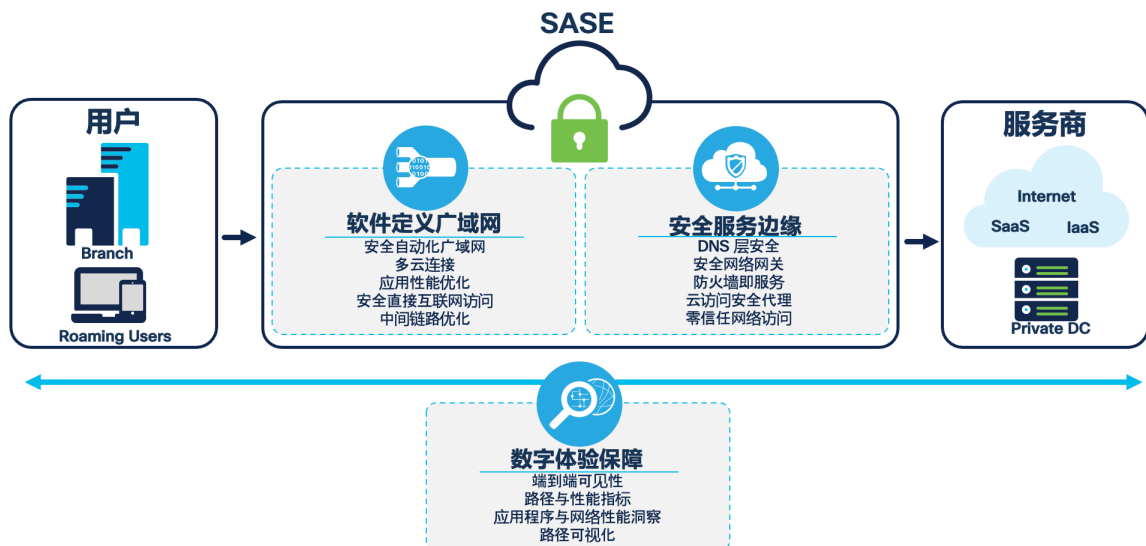 SASE
用户
Branch
Roaming Users
软件定义广域网
安全自动化广域网
多云连接
应用性能优化
安全直接互联网访问
中间链路优化
安全服务边缘
DNS 层安全
安全网络网关
防火墙即服务
云访问安全代理
零信任网络访问
服务商
Internet
SaaS IaaS
Private DC
数字体验保障
端到端可见性
路径与性能指标
应用程序与网络性能洞察
路径可视化